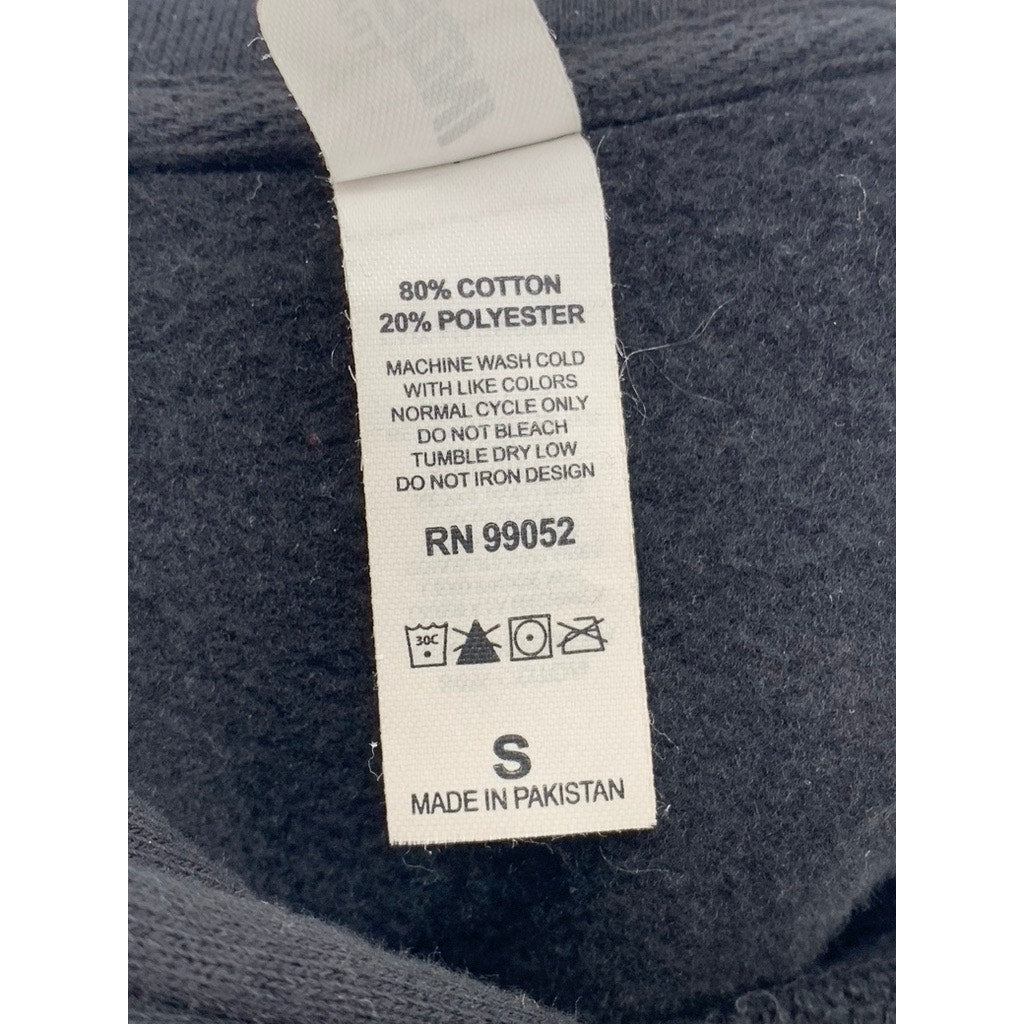 80% COTTON
20% POLYESTER
MACHINE WASH COLD
WITH LIKE COLORS
NORMAL CYCLE ONLY
DO NOT BLEACH
TUMBLE DRY LOW
DO NOT IRON DESIGN
RN 99052
30C
S
MADE IN PAKISTAN